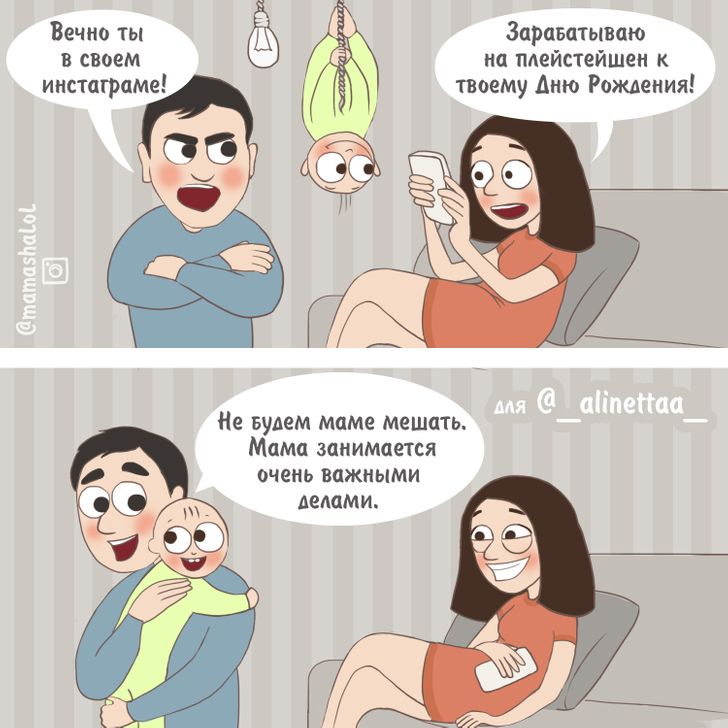 Вечно ты
в своем
инстаграме!
Зарабатываю
на плейстейшен к
твоему Дню Рождения!
@mamashalol
для @__alinettaa__
Не будем маме мешать.
Мама занимается
очень важными
делами.